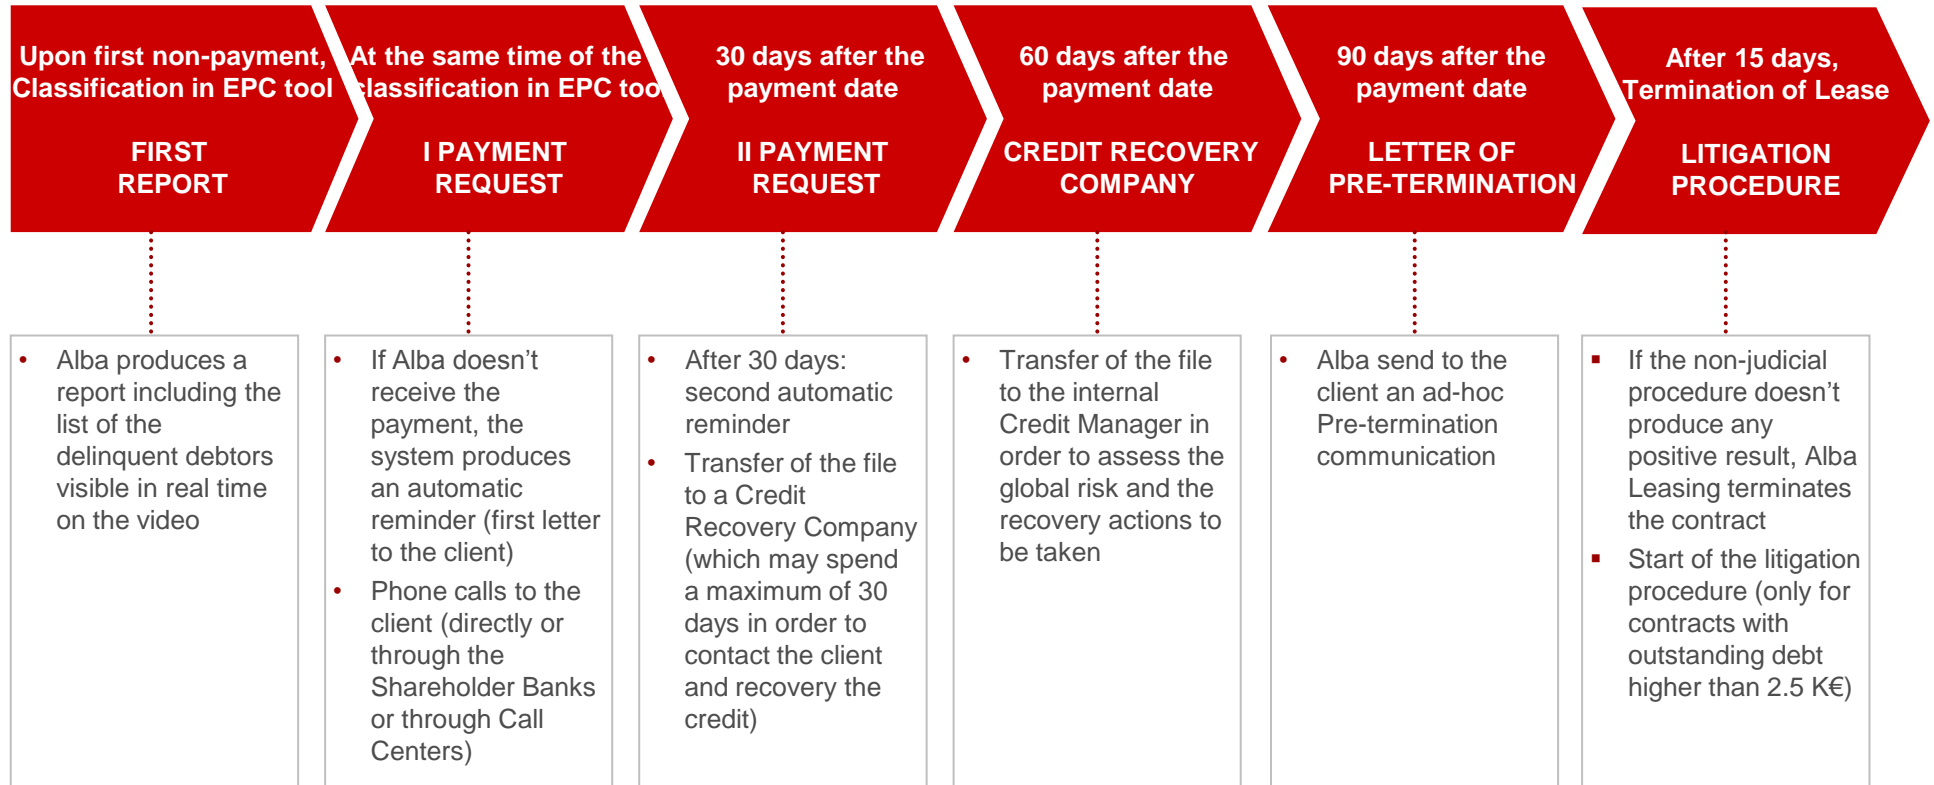 Upon first non-payment,
Classification in EPC tool
FIRST
REPORT
At the same time of the
classification in EPC tool
I PAYMENT
REQUEST
30 days after the
payment date
II PAYMENT
REQUEST
60 days after the
payment date
CREDIT RECOVERY
COMPANY
90 days after the
payment date
LETTER OF
PRE-TERMINATION
After 15 days,
Termination of Lease
LITIGATION
PROCEDURE
• Alba produces a
report including the
list of the
delinquent debtors
visible in real time
on the video
• If Alba doesn’t
receive the
payment, the
system produces
an automatic
reminder (first letter
to the client)
• Phone calls to the
client (directly or
through the
Shareholder Banks
or through Call
Centers)
• After 30 days:
second automatic
reminder
• Transfer of the file
to a Credit
Recovery Company
(which may spend
a maximum of 30
days in order to
contact the client
and recovery the
credit)
• Transfer of the file
to the internal
Credit Manager in
order to assess the
global risk and the
recovery actions to
be taken
• Alba send to the
client an ad-hoc
Pre-termination
communication
▪ If the non-judicial
procedure doesn’t
produce any
positive result, Alba
Leasing terminates
the contract
▪ Start of the litigation
procedure (only for
contracts with
outstanding debt
higher than 2.5 K€)